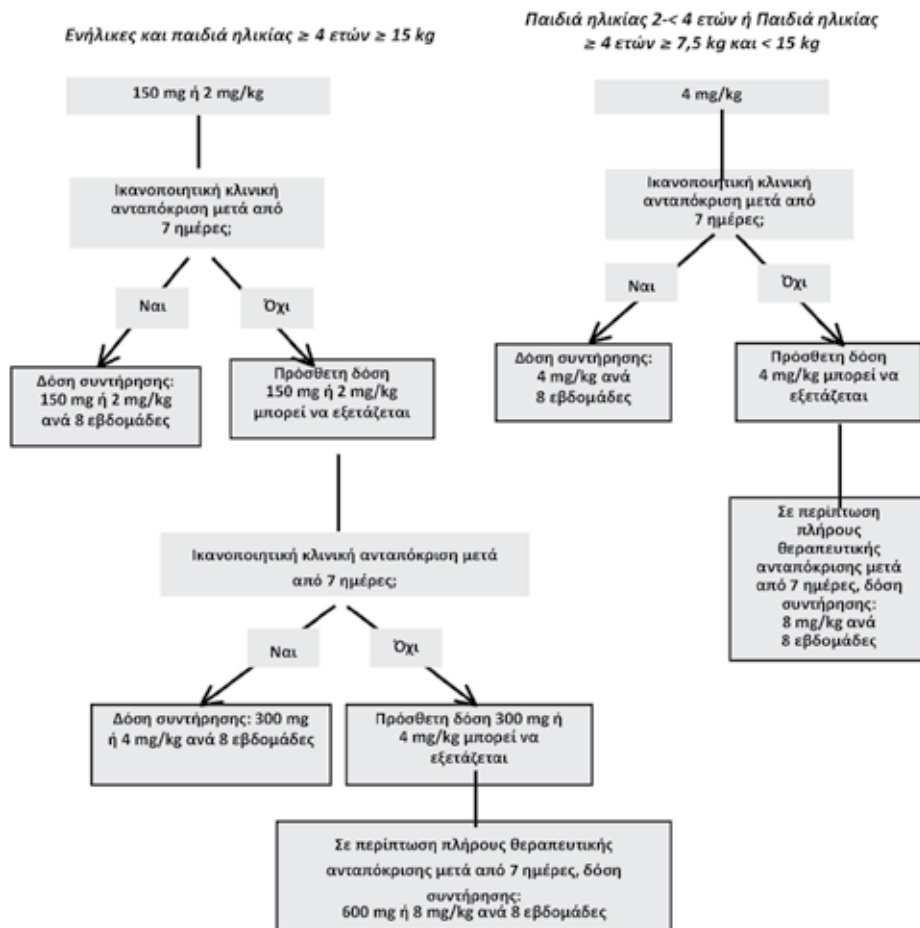 Ενήλικες και παιδιά ηλικίας ≥ 4 ετών ≥ 15 kg
150 mg ή 2 mg/kg
Ικανοποιητική κλινική
ανταπόκριση μετά από
7 ημέρες;
Ναι
Όχι
Δόση συντήρησης:
150 mg ή 2 mg/kg
ανά 8 εβδομάδες
Πρόσθετη δόση
150 mg ή 2 mg/kg
μπορεί να εξετάζεται
Ικανοποιητική κλινική ανταπόκριση μετά
από 7 ημέρες;
Ναι
Όχι
Δόση συντήρησης: 300 mg
ή 4 mg/kg ανά 8 εβδομάδες
Πρόσθετη δόση 300 mg ή
4 mg/kg μπορεί να
εξετάζεται
Σε περίπτωση πλήρους θεραπευτικής
ανταπόκρισης μετά από 7 ημέρες, δόση
συντήρησης:
600 mg ή 8 mg/kg ανά 8 εβδομάδες
Παιδιά ηλικίας 2-< 4 ετών ή Παιδιά ηλικίας
≥ 4 ετών ≥ 7,5 kg και < 15 kg
4 mg/kg
Ικανοποιητική κλινική
ανταπόκριση μετά από
7 ημέρες;
Ναι
Όχι
Δόση συντήρησης:
4 mg/kg ανά
8 εβδομάδες
Πρόσθετη δόση
4 mg/kg μπορεί να
εξετάζεται
Σε περίπτωση
πλήρους
θεραπευτικής
ανταπόκρισης μετά
από 7 ημέρες, δόση
συντήρησης:
8 mg/kg ανά
8 εβδομάδες